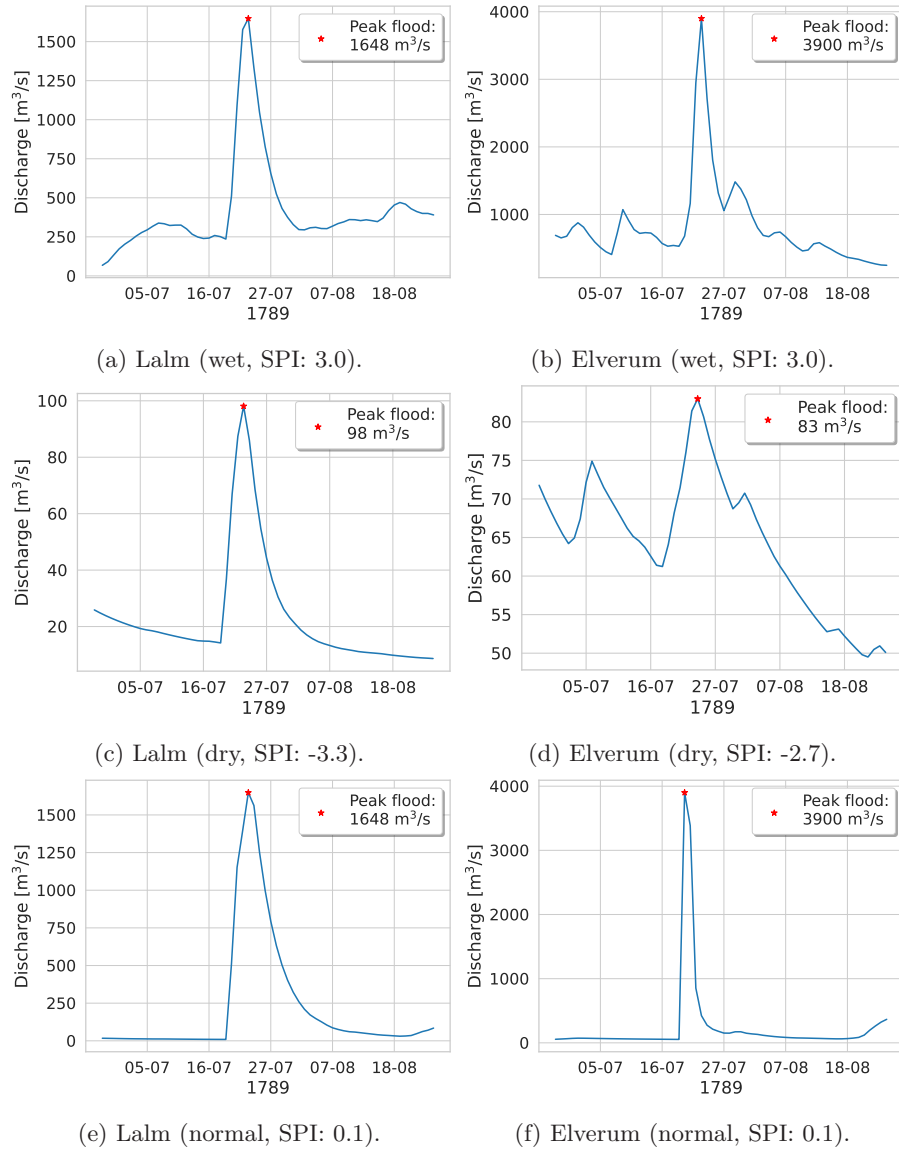 Peak flood:
1648 m³/s
Discharge [m³/s]
1500
1250
1000
750
500
250
0
05-07 16-07 27-07 07-08 18-08
1789
(a) Lalm (wet, SPI: 3.0).
Peak flood:
3900 m³/s
Discharge [m³/s]
4000
3000
2000
1000
05-07 16-07 27-07 07-08 18-08
1789
(b) Elverum (wet, SPI: 3.0).
Peak flood:
98 m³/s
Discharge [m³/s]
100
80
60
40
20
05-07 16-07 27-07 07-08 18-08
1789
(c) Lalm (dry, SPI: -3.3).
Peak flood:
83 m³/s
Discharge [m³/s]
80
75
70
65
60
55
50
05-07 16-07 27-07 07-08 18-08
1789
(d) Elverum (dry, SPI: -2.7).
Peak flood:
1648 m³/s
Discharge [m³/s]
1500
1250
1000
750
500
250
0
05-07 16-07 27-07 07-08 18-08
1789
(e) Lalm (normal, SPI: 0.1).
Peak flood:
3900 m³/s
Discharge [m³/s]
4000
3000
2000
1000
0
05-07 16-07 27-07 07-08 18-08
1789
(f) Elverum (normal, SPI: 0.1).